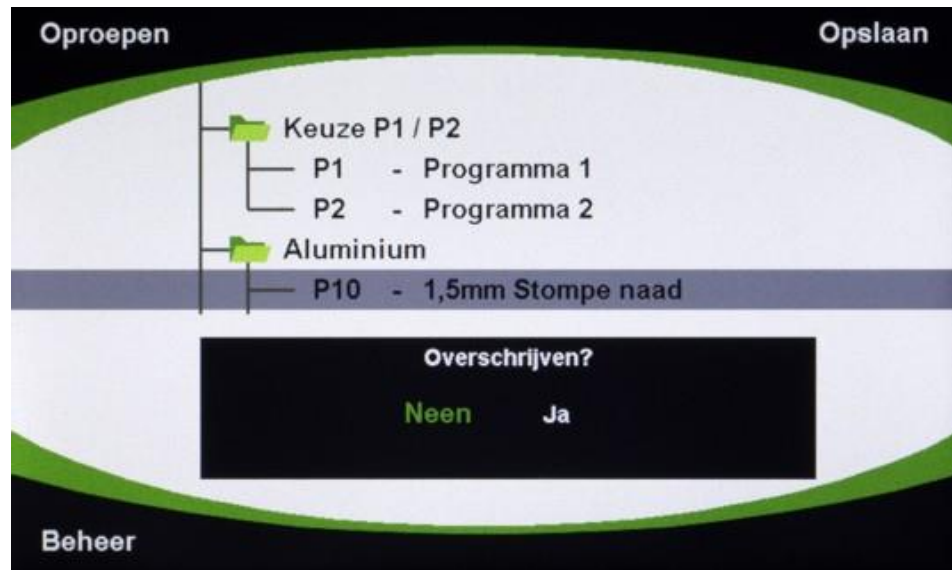 Oproepen
Opslaan
Keuze P1 / P2
P1 - Programma 1
P2 - Programma 2
Aluminium
P10 - 1,5mm Stompe naad
Overschrijven?
Neen Ja
Beheer